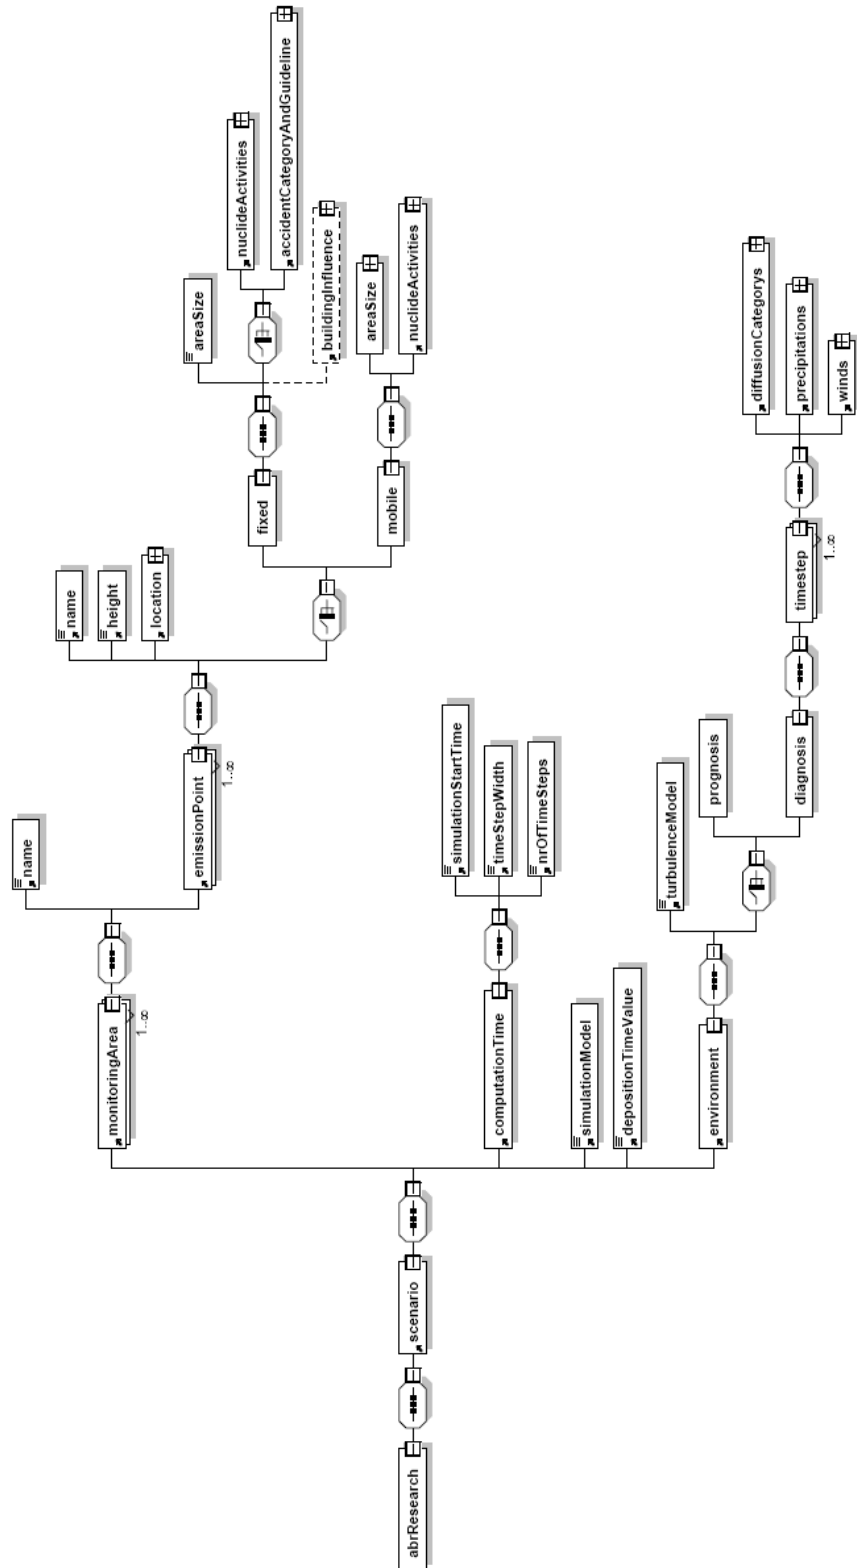 abrResearch
scenario
monitoringArea
1..∞
name
emissionPoint
1..∞
name
height
location
fixed
areaSize
nuclideActivities
accidentCategoryAndGuideline
buildingInfluence
mobile
areaSize
nuclideActivities
computationTime
simulationStartTime
timeStepWidth
nrOfTimeSteps
simulationModel
depositionTimeValue
environment
turbulenceModel
prognosis
diagnosis
timestep
1..∞
diffusionCategorys
precipitations
winds